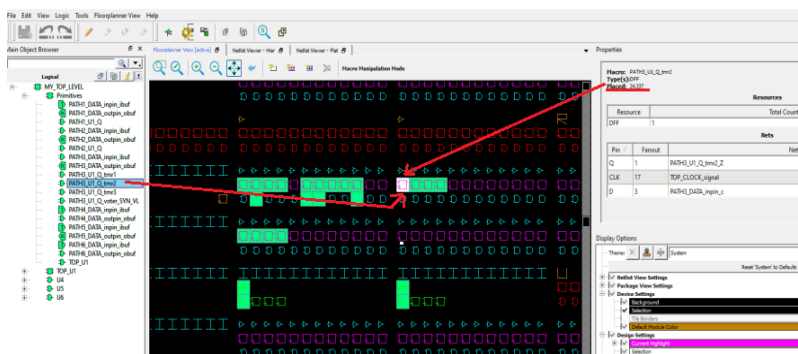 File Edit View Logic Tools Floorplanner View Help
Main Object Browser
Logical
MY_TOP_LEVEL
Primitives
PATH1_DATA_inpin_ibuf
PATH1_DATA_outpin_obuf
PATH1_U1_Q
PATH2_DATA_inpin_ibuf
PATH2_DATA_outpin_obuf
PATH2_U1_Q
PATH3_DATA_inpin_ibuf
PATH3_DATA_outpin_obuf
PATH3_U1_Q_tmr1
PATH3_U1_Q_tmr2
PATH3_U1_Q_tmr3
PATH3_U1_Q_voter_SYN_VL
PATH4_DATA_inpin_ibuf
PATH4_DATA_outpin_obuf
PATH5_DATA_inpin_ibuf
PATH5_DATA_outpin_obuf
TOP_U1
TOP_U1
U4
U5
U6
Floorplanner View [active]
Netlist Viewer - Hier
Netlist Viewer - Flat
Macro Manipulation Mode
Properties
Macro: PATH3_U1_Q_tmr2
Type(s):DFF
Placed: 24,337
Resources
Resource Total Count
DFF 1
Nets
Pin / Fanout Net
Q 1 PATH3_U1_Q_tmr2_Z
CLK 17 TOP_CLOCK_signal
D 3 PATH3_DATA_inpin_c
Display Options
Theme: System
Reset 'System' to Defaults
Netlist View Settings
Package View Settings
Device Settings
Background
Selection
Tile Borders
Default Module Color
Design Settings
Current Highlight
Selection